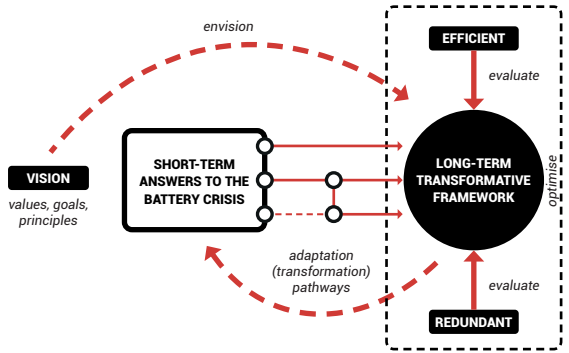 envision
EFFICIENT
evaluate
VISION
values, goals,
principles
SHORT-TERM
ANSWERS TO THE
BATTERY CRISIS
LONG-TERM
TRANSFORMATIVE
FRAMEWORK
optimise
adaptation
(transformation)
pathways
evaluate
REDUNDANT